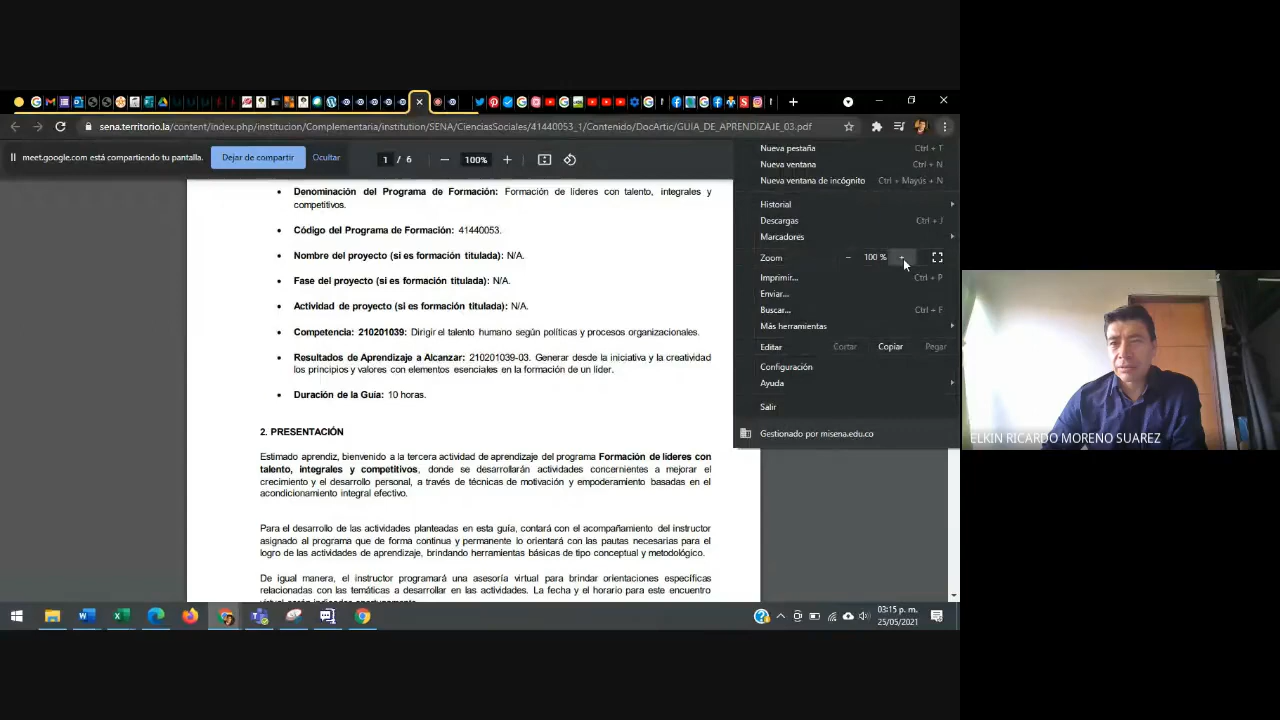 sena.territorio.la/content/index.php/institucion/Complementaria/institution/SENA/CienciasSociales/41440053_1/Contenido/DocArtic/GUIA_DE_APRENDIZAJE_03.pdf
meet.google.com está compartiendo tu pantalla.
Dejar de compartir
Ocultar
1 / 6
100%
• Denominación del Programa de Formación: Formación de líderes con talento, integrales y
competitivos.
• Código del Programa de Formación: 41440053.
• Nombre del proyecto (si es formación titulada): N/A.
• Fase del proyecto (si es formación titulada): N/A.
• Actividad de proyecto (si es formación titulada): N/A.
• Competencia: 210201039: Dirigir el talento humano según políticas y procesos organizacionales.
• Resultados de Aprendizaje a Alcanzar: 210201039-03. Generar desde la iniciativa y la creatividad
los principios y valores con elementos esenciales en la formación de un líder.
• Duración de la Guía: 10 horas.
2. PRESENTACIÓN
Estimado aprendiz, bienvenido a la tercera actividad de aprendizaje del programa Formación de líderes con
talento, integrales y competitivos, donde se desarrollarán actividades concernientes a mejorar el
crecimiento y el desarrollo personal, a través de técnicas de motivación y empoderamiento basadas en el
acondicionamiento integral efectivo.
Para el desarrollo de las actividades planteadas en esta guía, contará con el acompañamiento del instructor
asignado al programa que de forma continua y permanente lo orientará con las pautas necesarias para el
logro de las actividades de aprendizaje, brindando herramientas básicas de tipo conceptual y metodológico.
De igual manera, el instructor programará una asesoría virtual para brindar orientaciones específicas
relacionadas con las temáticas a desarrollar en las actividades. La fecha y el horario para este encuentro
Nueva pestaña Ctrl + T
Nueva ventana Ctrl + N
Nueva ventana de incógnito Ctrl + Mayús + N
Historial
Descargas Ctrl + J
Marcadores
Zoom − 100 % +
Imprimir... Ctrl + P
Enviar...
Buscar... Ctrl + F
Más herramientas
Editar Cortar Copiar Pegar
Configuración
Ayuda
Salir
Gestionado por misena.edu.co
ELKIN RICARDO MORENO SUAREZ
03:15 p. m.
25/05/2021